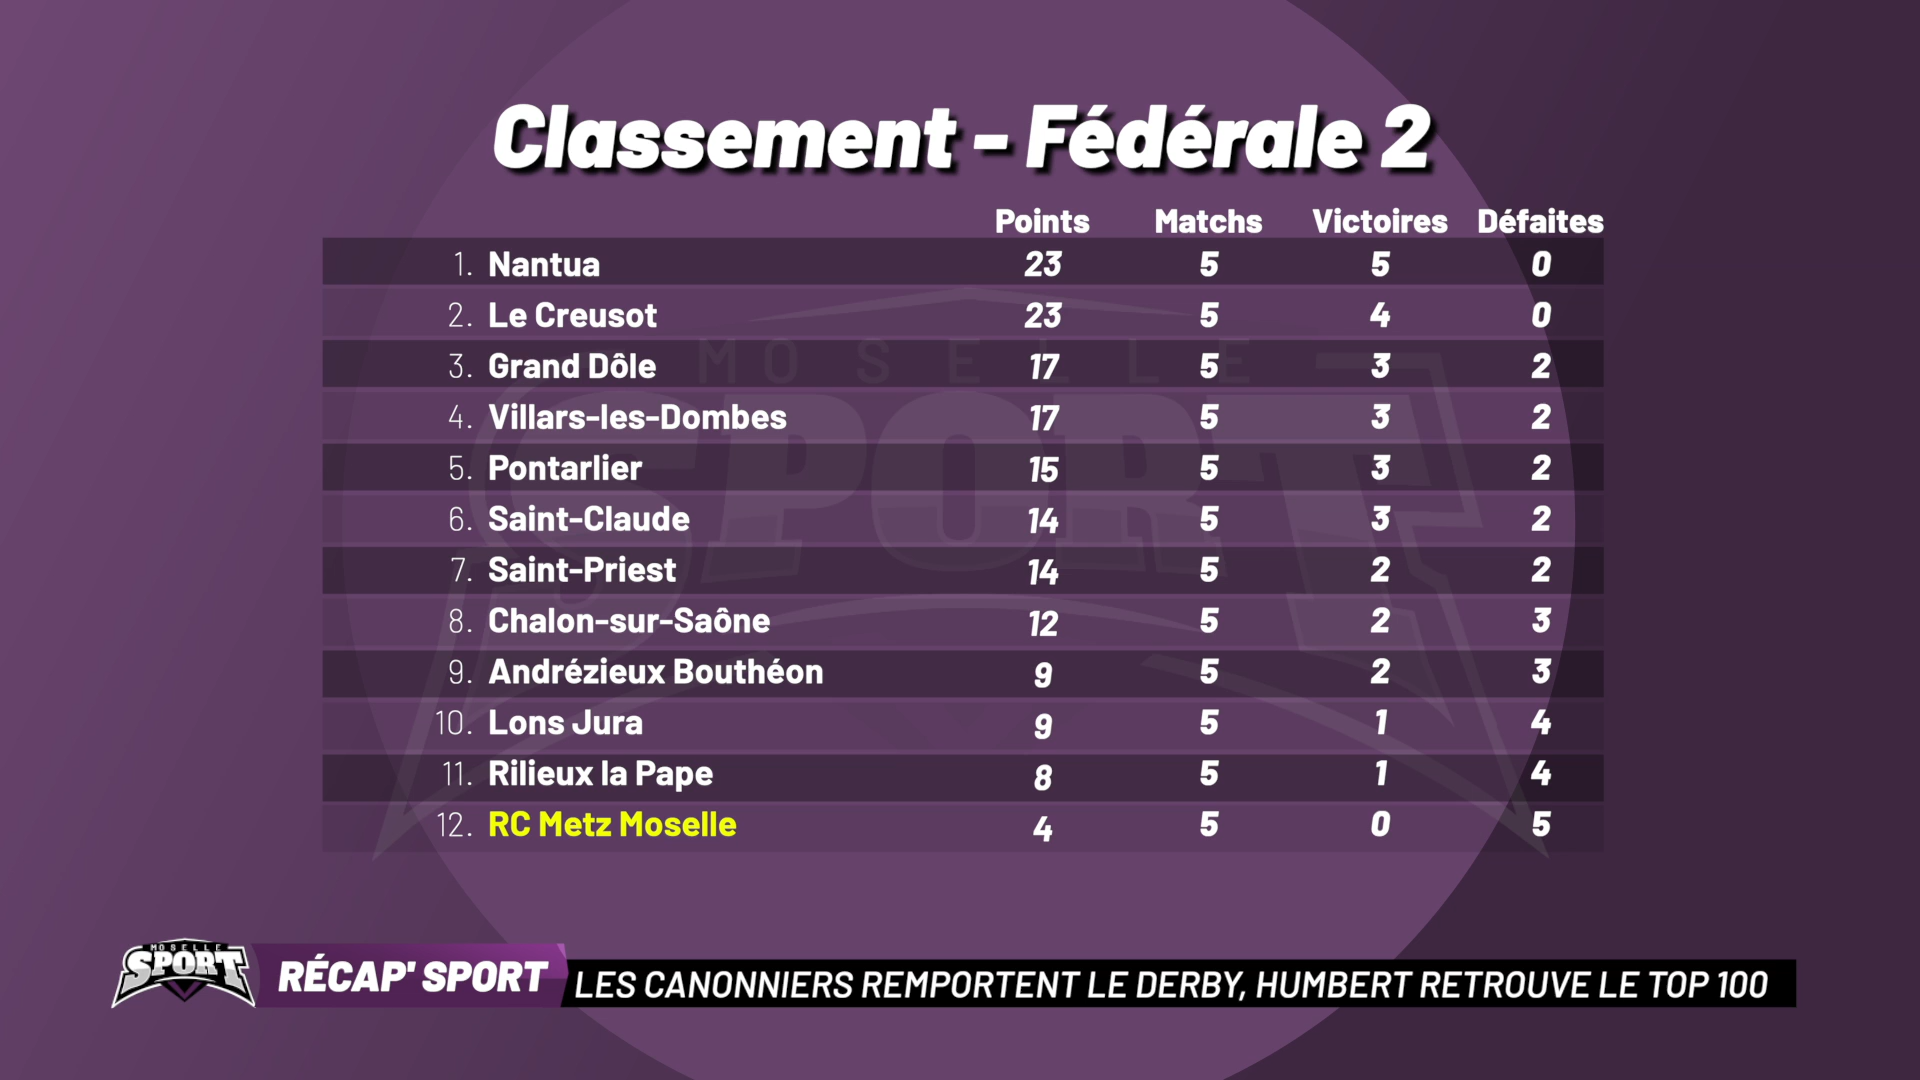 Classement - Fédérale 2
Points Matchs Victoires Défaites
1. Nantua 23 5 5 0
2. Le Creusot 23 5 4 0
3. Grand Dôle 17 5 3 2
4. Villars-les-Dombes 17 5 3 2
5. Pontarlier 15 5 3 2
6. Saint-Claude 14 5 3 2
7. Saint-Priest 14 5 2 2
8. Chalon-sur-Saône 12 5 2 3
9. Andrézieux Bouthéon 9 5 2 3
10. Lons Jura 9 5 1 4
11. Rilieux la Pape 8 5 1 4
12. RC Metz Moselle 4 5 0 5
MOSELLE
SPORT
MOSELLE
SPORT
RÉCAP' SPORT
LES CANONNIERS REMPORTENT LE DERBY, HUMBERT RETROUVE LE TOP 100